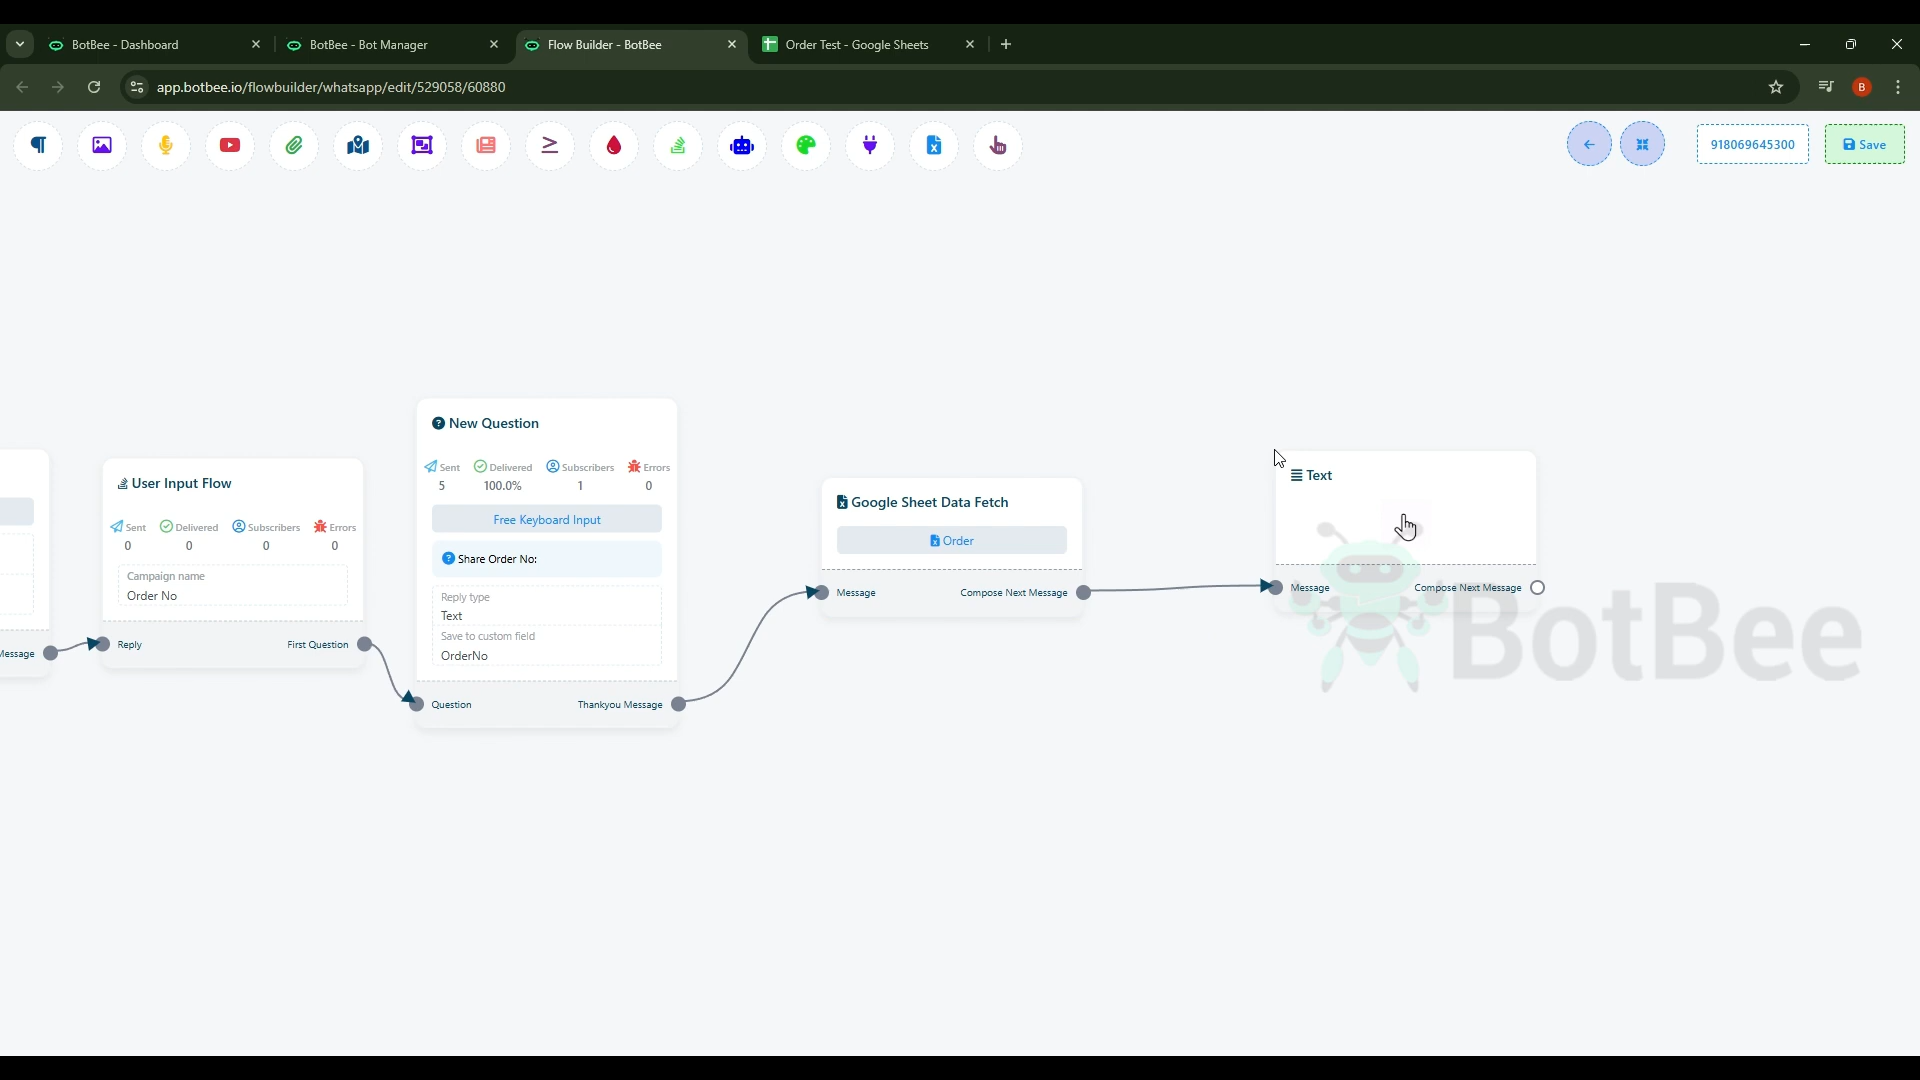 BotBee - Dashboard
BotBee - Bot Manager
Flow Builder - BotBee
Order Test - Google Sheets
app.botbee.io/flowbuilder/whatsapp/edit/529058/60880
B
918069645300
Save
User Input Flow
Sent Delivered Subscribers Errors
0 0 0 0
Campaign name
Order No
Reply First Question
Message
New Question
Sent Delivered Subscribers Errors
5 100.0% 1 0
Free Keyboard Input
Share Order No:
Reply type
Text
Save to custom field
OrderNo
Question Thankyou Message
Google Sheet Data Fetch
Order
Message Compose Next Message
Text
Message Compose Next Message
BotBee